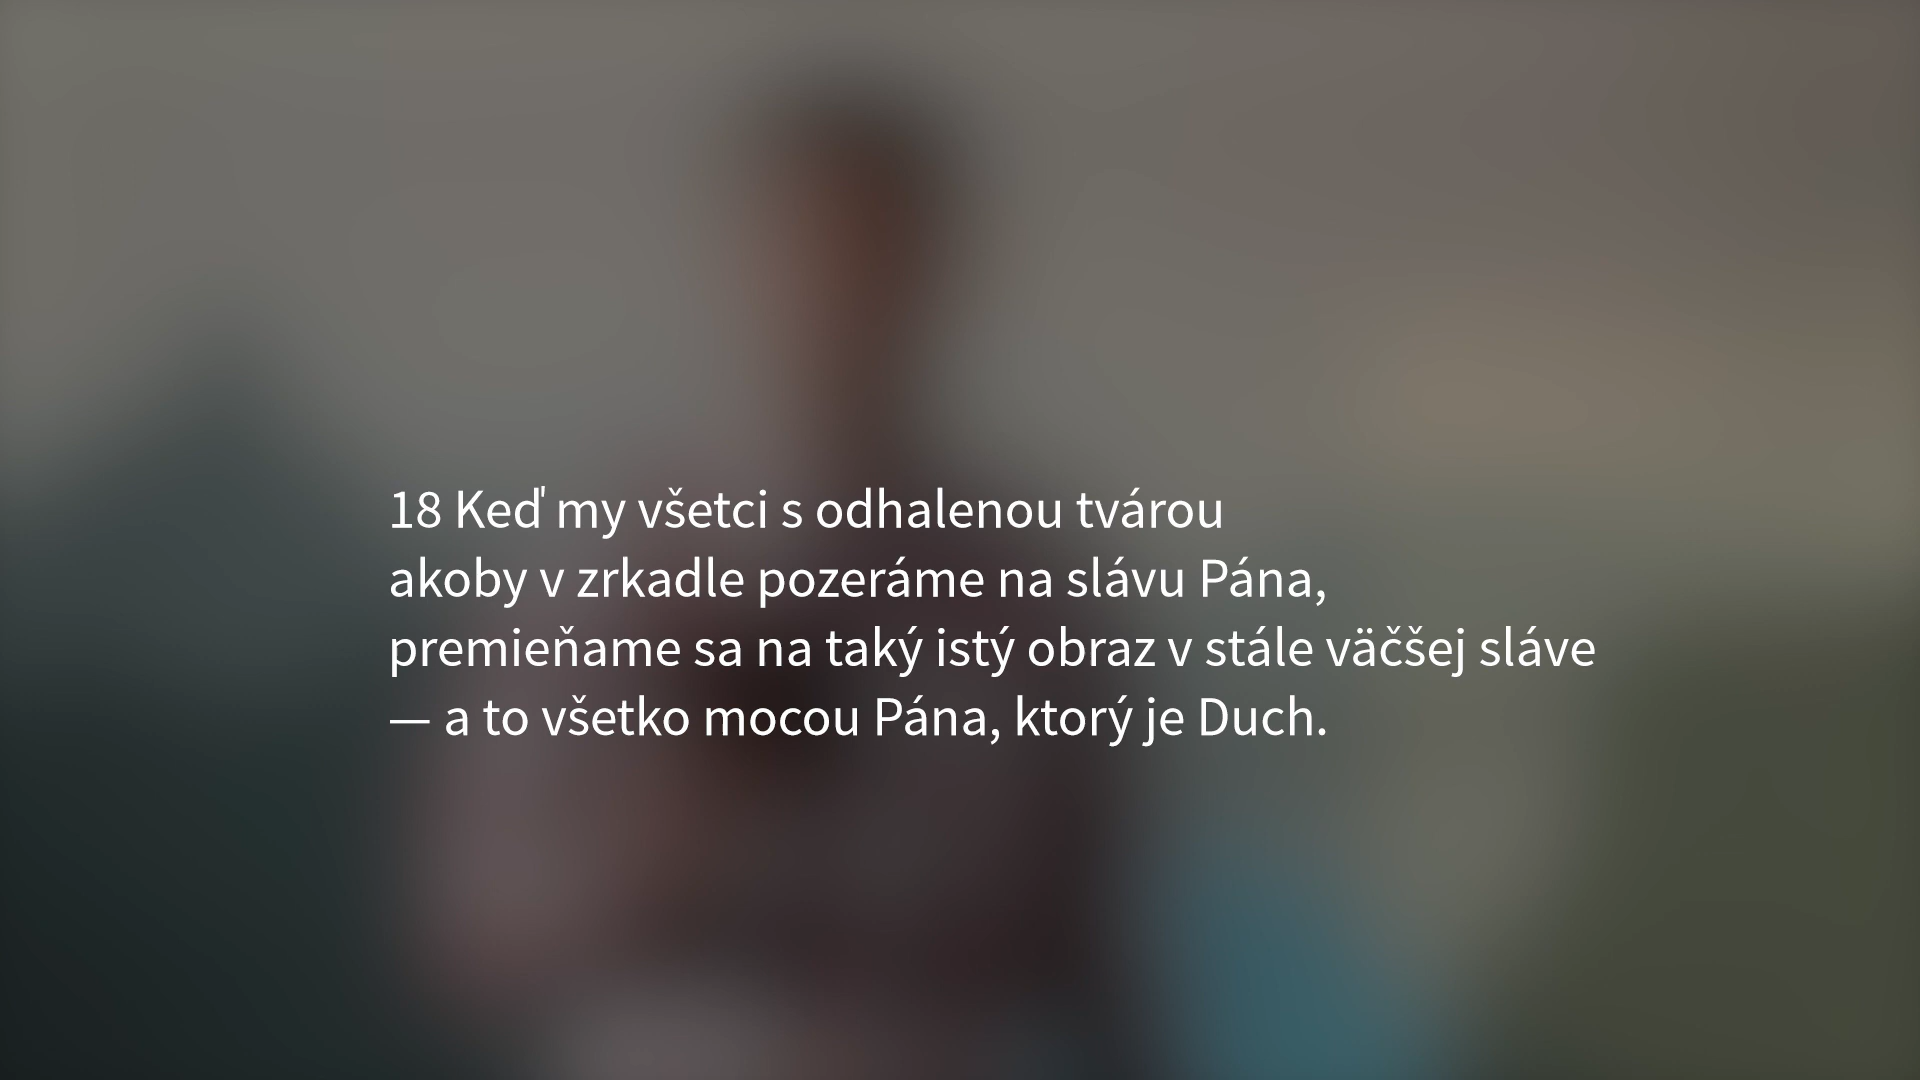 18 Keď my všetci s odhalenou tvárou
akoby v zrkadle pozeráme na slávu Pána,
premieňame sa na taký istý obraz v stále väčšej sláve
— a to všetko mocou Pána, ktorý je Duch.